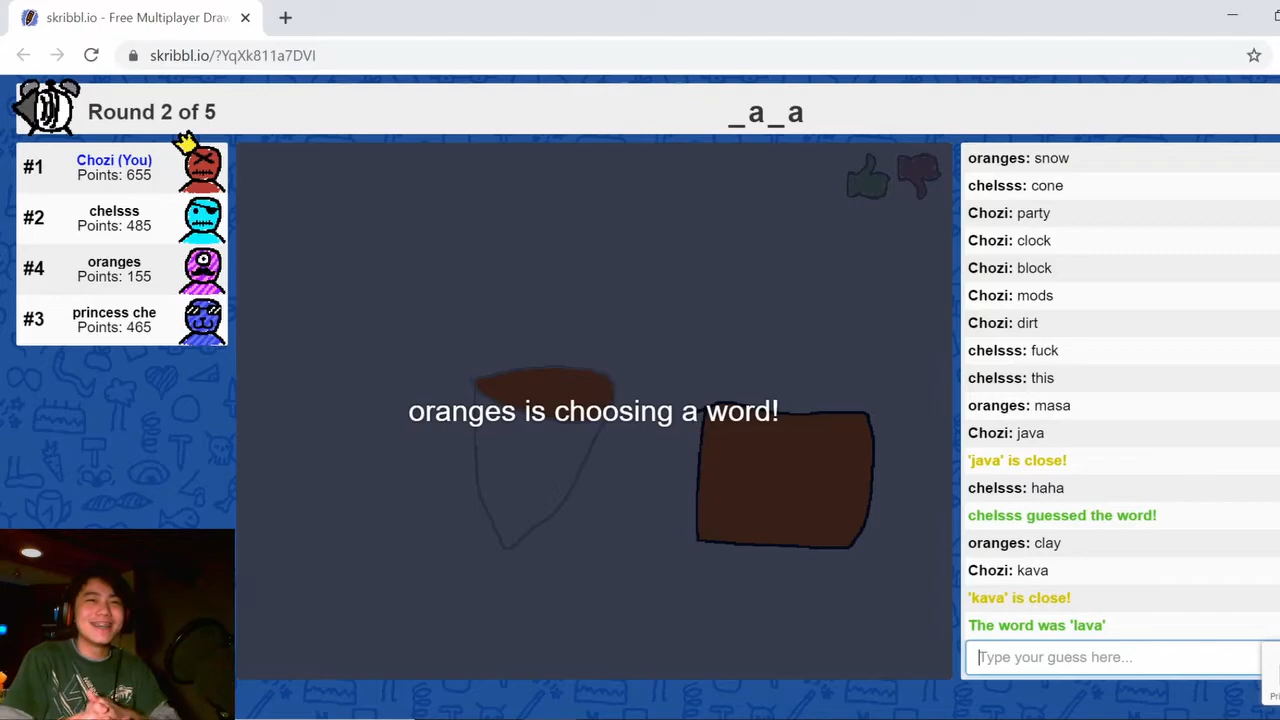 skribbl.io - Free Multiplayer Draw
skribbl.io/?YqXk811a7DVI
Round 2 of 5
_a_a
#1 Chozi (You)
Points: 655
#2 chelsss
Points: 485
#4 oranges
Points: 155
#3 princess che
Points: 465
oranges is choosing a word!
oranges: snow
chelsss: cone
Chozi: party
Chozi: clock
Chozi: block
Chozi: mods
Chozi: dirt
chelsss: fuck
chelsss: this
oranges: masa
Chozi: java
'java' is close!
chelsss: haha
chelsss guessed the word!
oranges: clay
Chozi: kava
'kava' is close!
The word was 'lava'
Type your guess here...